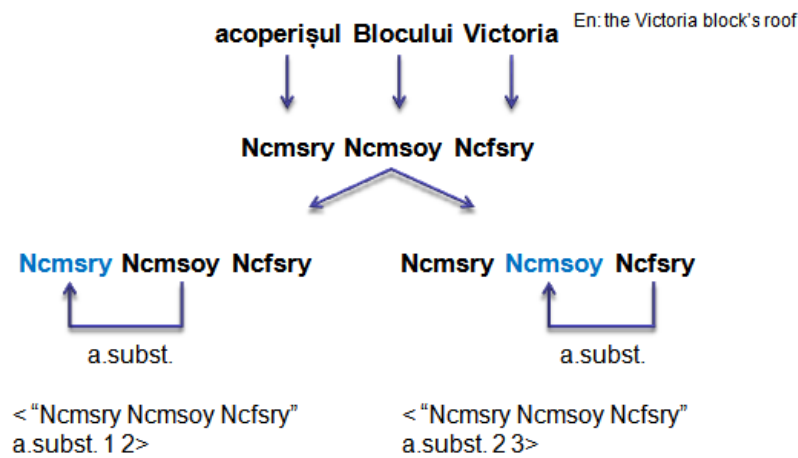 acoperișul Blocului Victoria
En: the Victoria block's roof
Ncmsry Ncmsoy Ncfsry
Ncmsry Ncmsoy Ncfsry
a.subst.
< “Ncmsry Ncmsoy Ncfsry”
a.subst. 1 2>
Ncmsry Ncmsoy Ncfsry
a.subst.
< “Ncmsry Ncmsoy Ncfsry”
a.subst. 2 3>